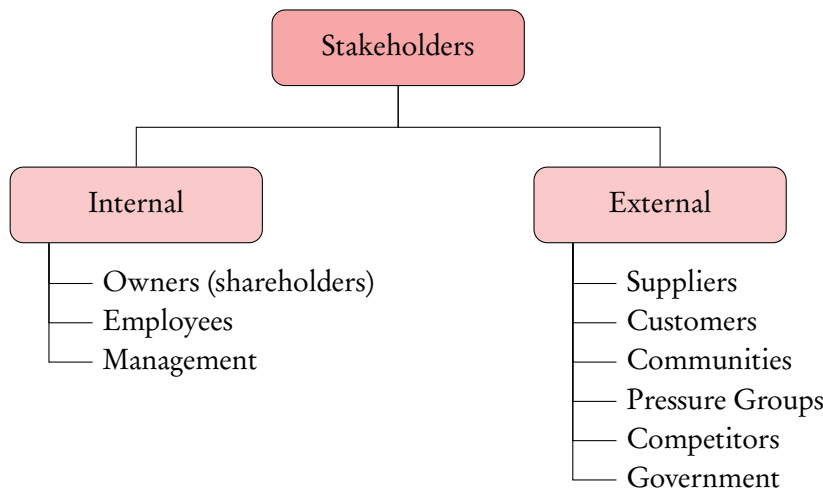 Stakeholders
Internal
Owners (shareholders)
Employees
Management
External
Suppliers
Customers
Communities
Pressure Groups
Competitors
Government